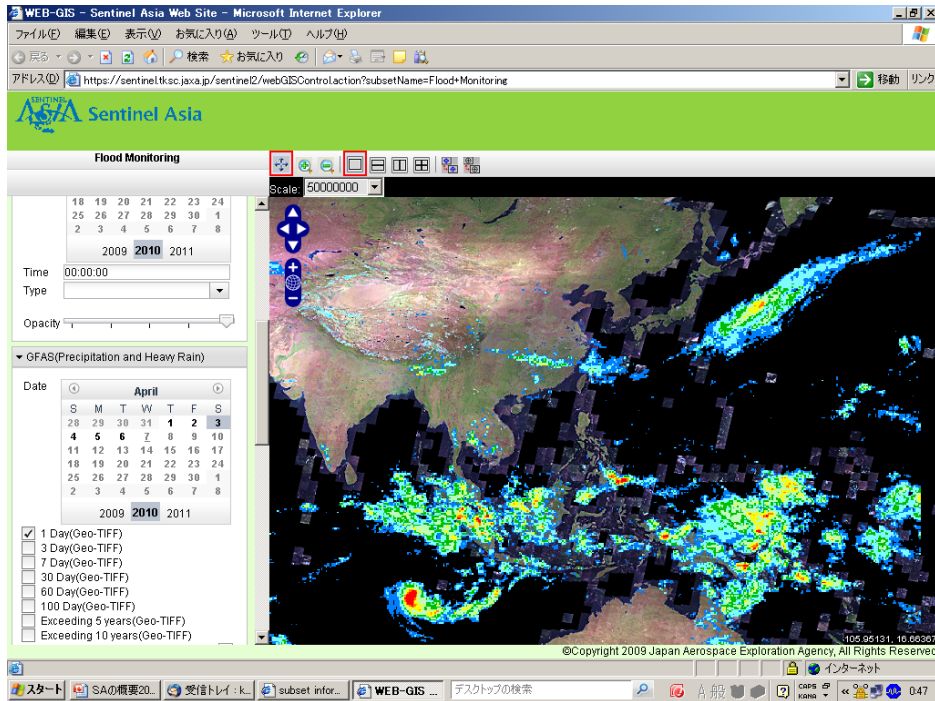 WEB-GIS - Sentinel Asia Web Site - Microsoft Internet Explorer
ファイル(F) 編集(E) 表示(V) お気に入り(A) ツール(T) ヘルプ(H)
戻る 検索 お気に入り
アドレス(D) https://sentinel.tksc.jaxa.jp/sentinel2/webGISControl.action?subsetName=Flood+Monitoring 移動 リンク
SENTINEL ASIA Sentinel Asia
Flood Monitoring
Scale: 50000000
18 19 20 21 22 23 24
25 26 27 28 29 30 1
2 3 4 5 6 7 8
2009 2010 2011
Time 00:00:00
Type
Opacity
GFAS(Precipitation and Heavy Rain)
Date April
S M T W T F S
28 29 30 31 1 2 3
4 5 6 7 8 9 10
11 12 13 14 15 16 17
18 19 20 21 22 23 24
25 26 27 28 29 30 1
2 3 4 5 6 7 8
2009 2010 2011
1 Day(Geo-TIFF)
3 Day(Geo-TIFF)
7 Day(Geo-TIFF)
30 Day(Geo-TIFF)
60 Day(Geo-TIFF)
100 Day(Geo-TIFF)
Exceeding 5 years(Geo-TIFF)
Exceeding 10 years(Geo-TIFF)
105.95131, 16.66367
©Copyright 2009 Japan Aerospace Exploration Agency, All Rights Reserved
インターネット
スタート SAの概要20... 受信トレイ : k... subset infor... WEB-GIS ... デスクトップの検索 A 般 CAPS KANA 0:47